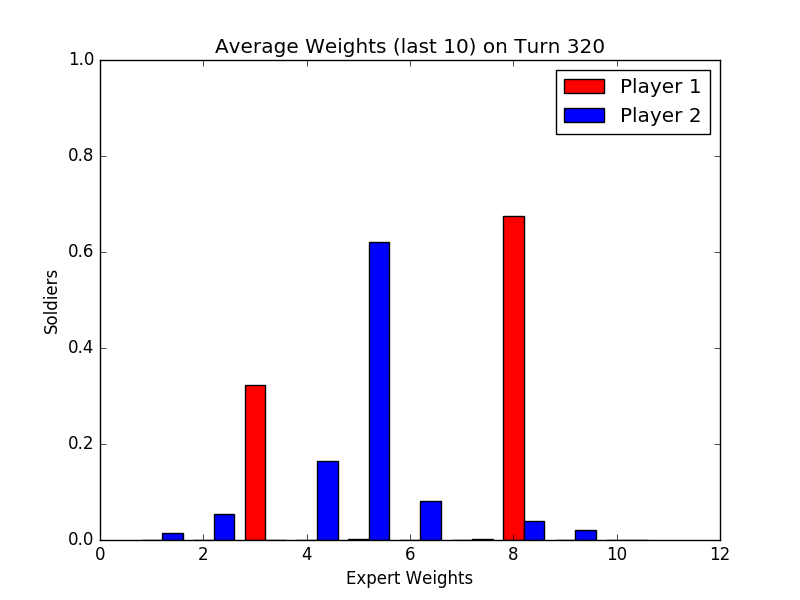 Average Weights (last 10) on Turn 320
1.0
0.8
0.6
0.4
0.2
0.0
Soldiers
Player 1
Player 2
0 2 4 6 8 10 12
Expert Weights